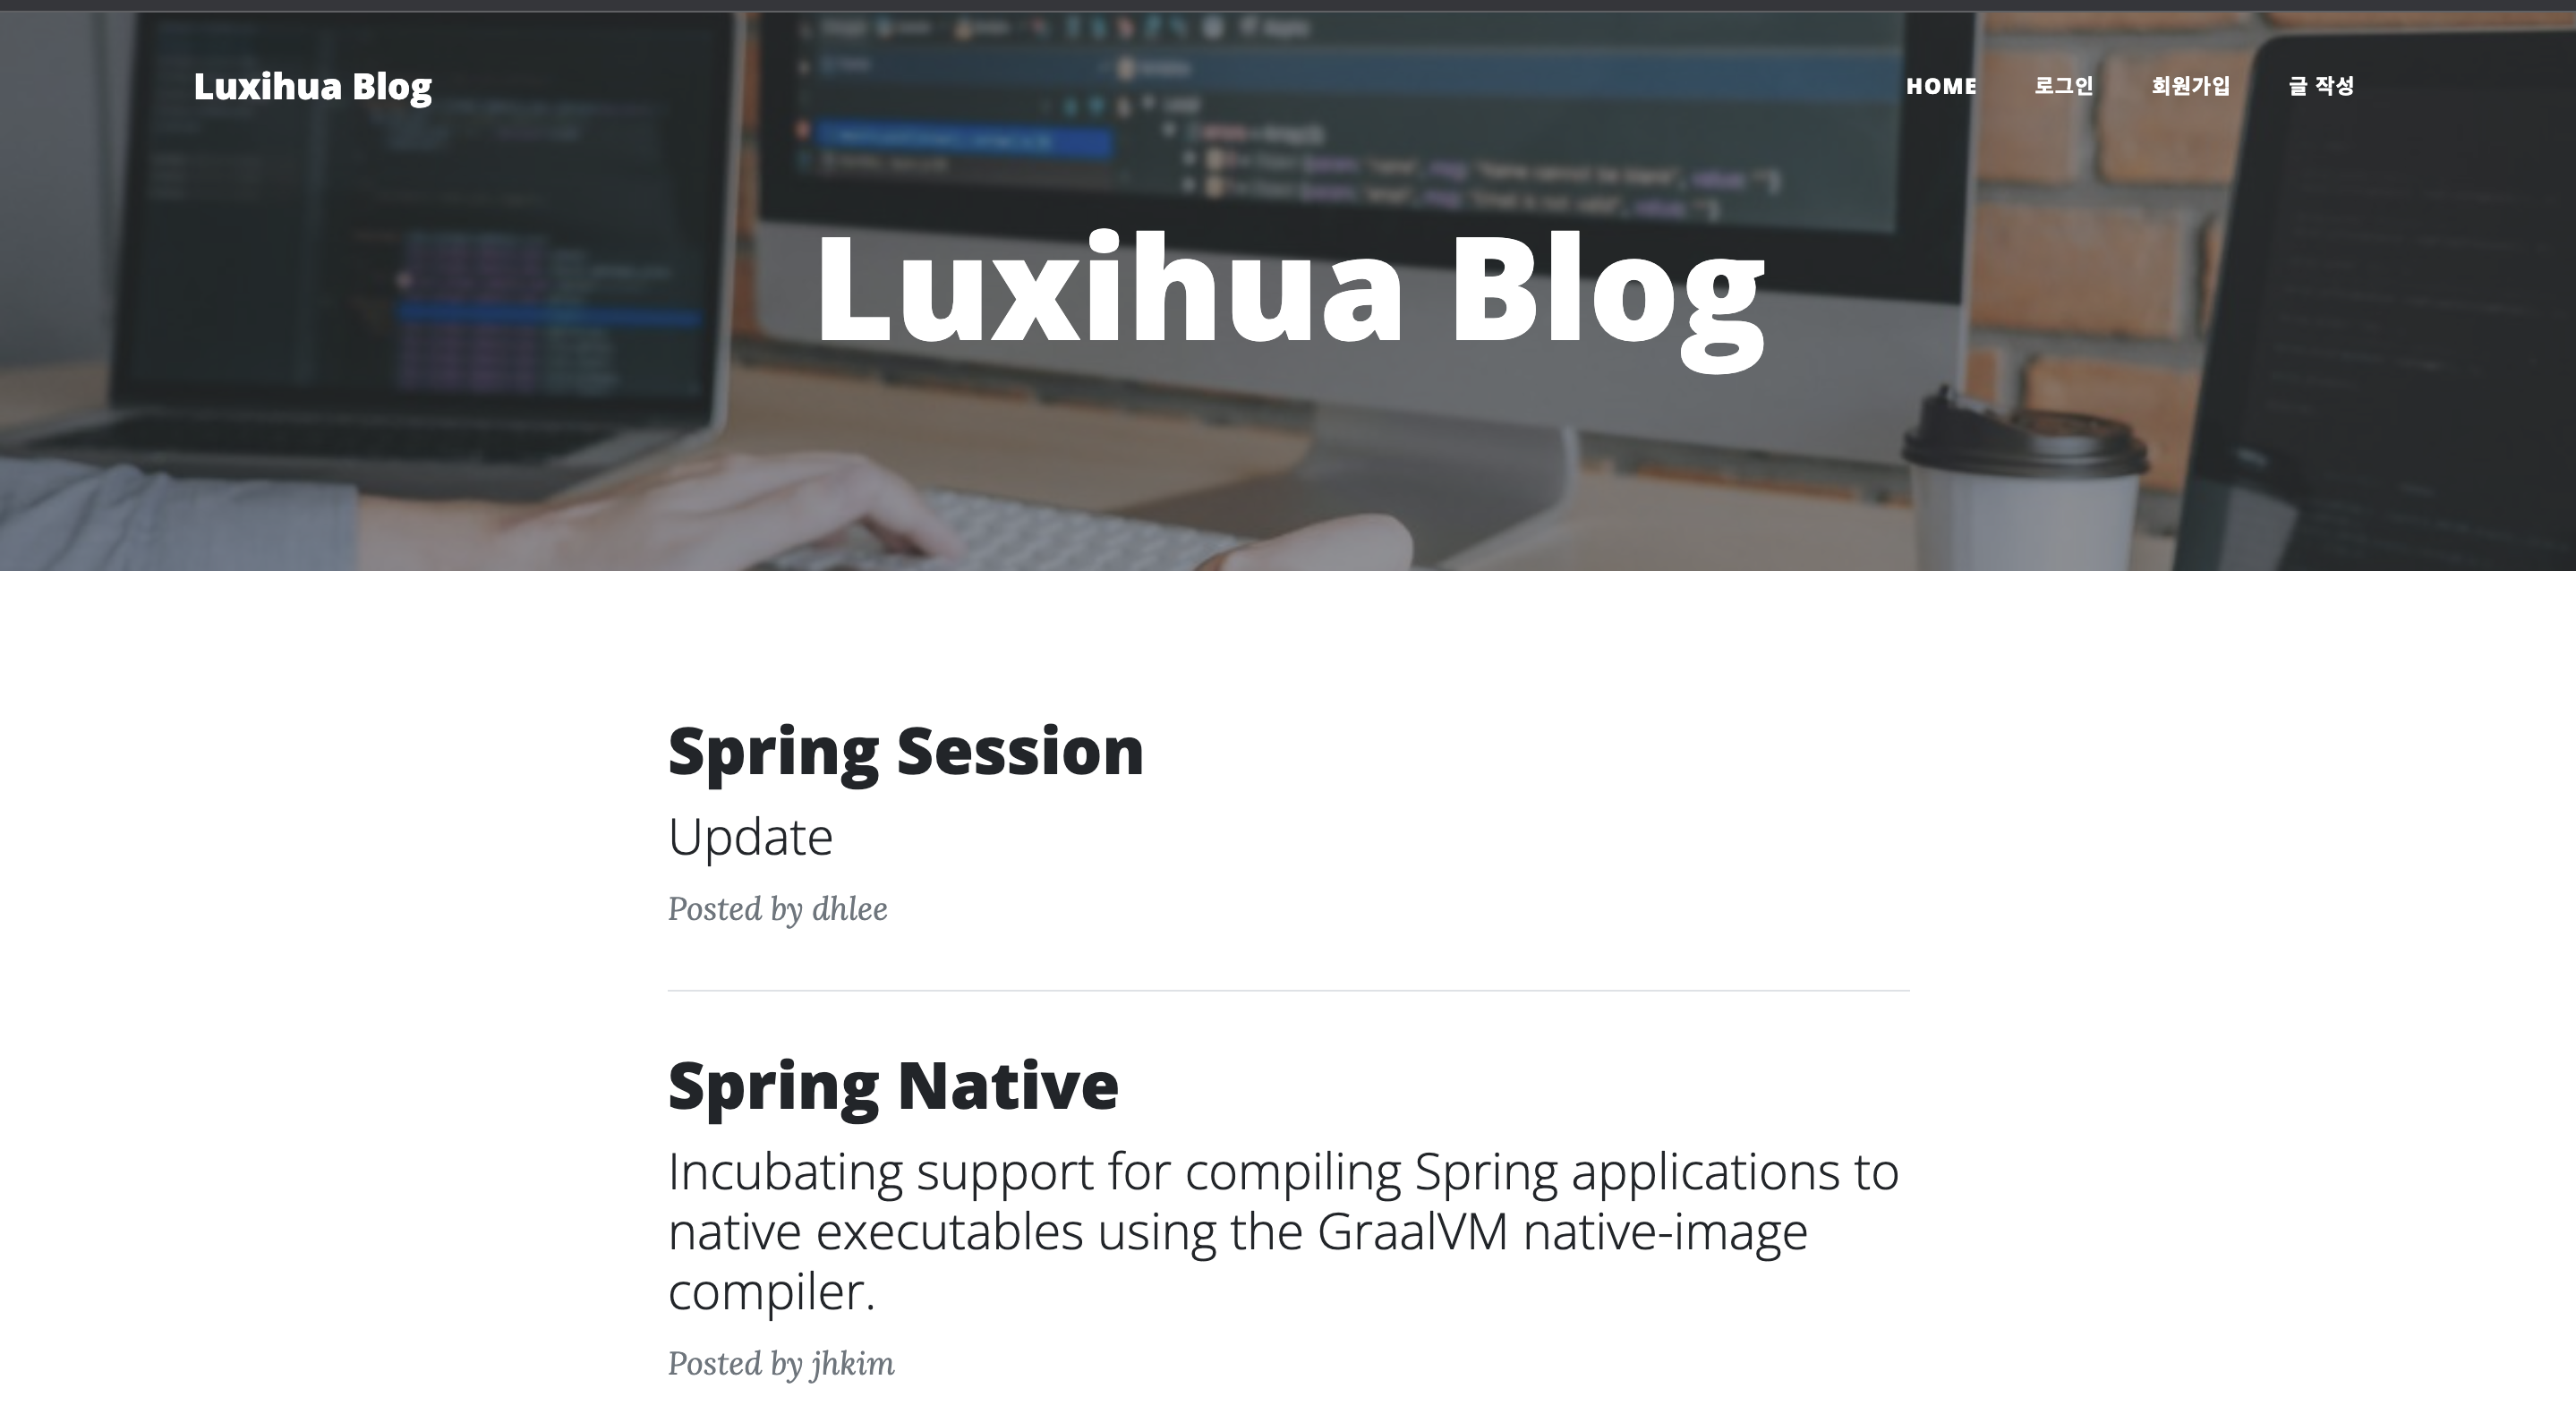 Luxihua Blog
HOME 로그인 회원가입 글 작성
Luxihua Blog
Spring Session
Update
Posted by dhlee
Spring Native
Incubating support for compiling Spring applications to
native executables using the GraalVM native-image
compiler.
Posted by jhkim